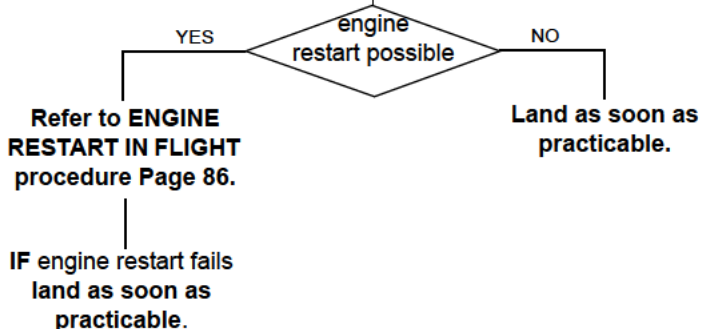 engine
restart possible
YES
NO
Refer to ENGINE
RESTART IN FLIGHT
procedure Page 86.
Land as soon as
practicable.
IF engine restart fails
land as soon as
practicable.